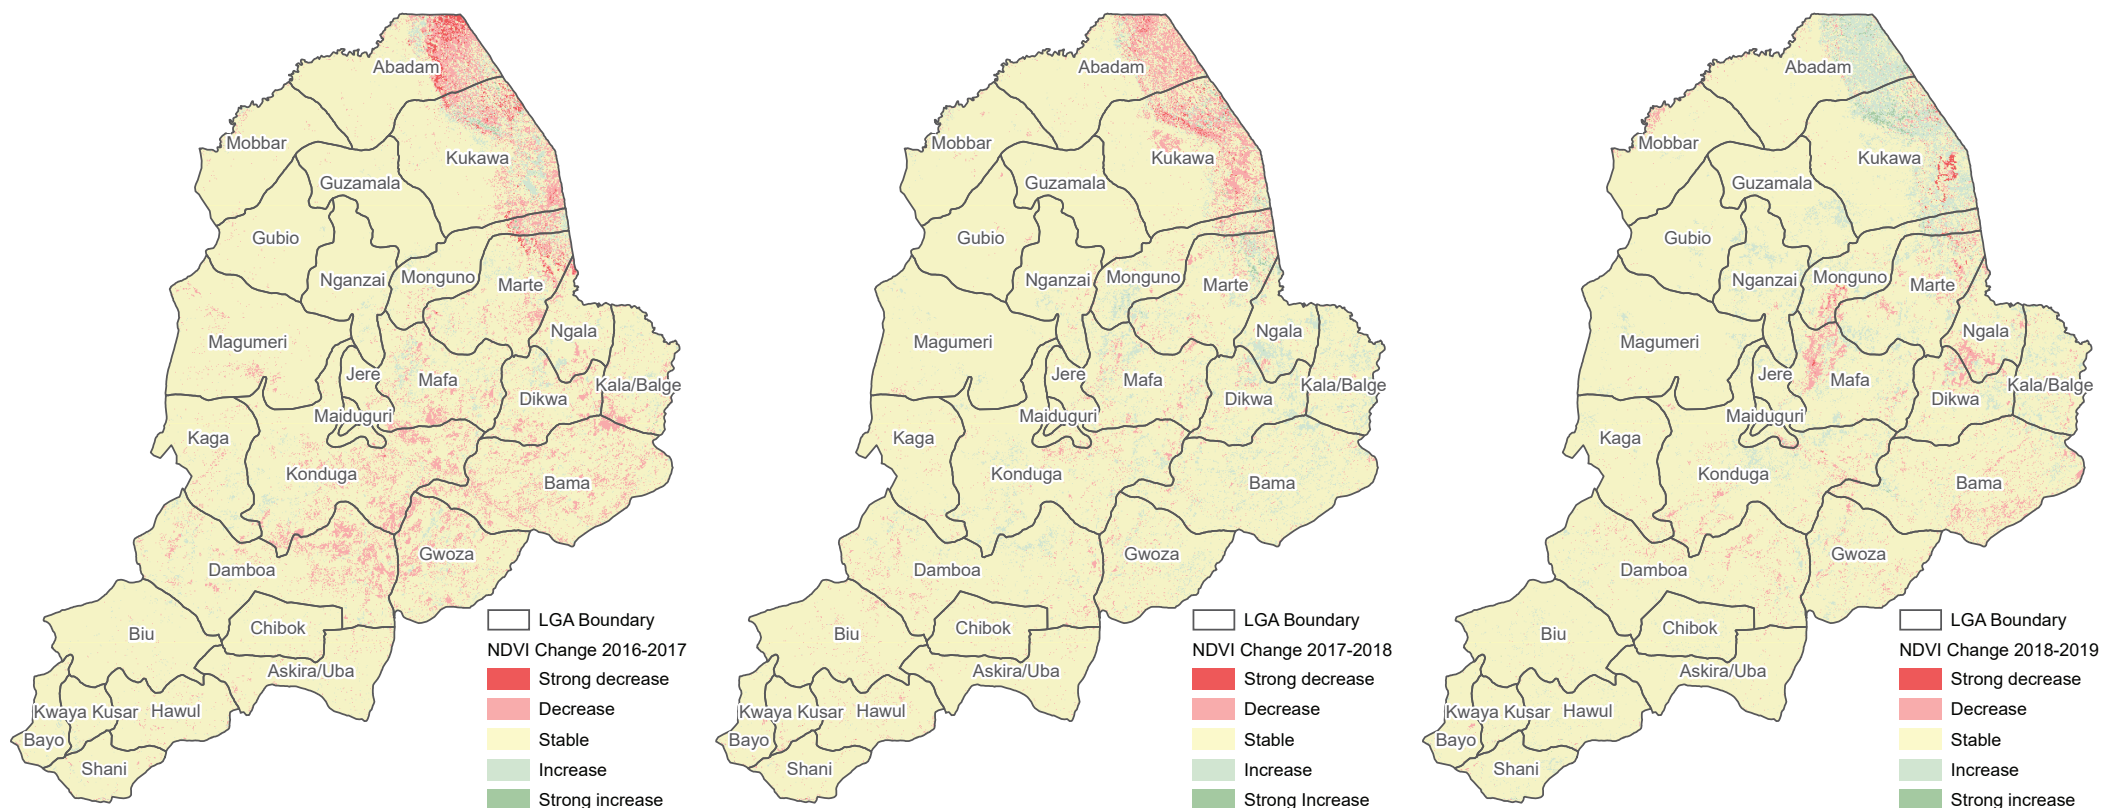 Abadam
Mobbar
Kukawa
Guzamala
Gubio
Nganzai
Monguno
Marte
Magumeri
Ngala
Jere
Mafa
Kala/Balge
Dikwa
Maiduguri
Kaga
Konduga
Bama
Gwoza
Damboa
Biu
Chibok
Askira/Uba
Kwaya Kusar
Hawul
Bayo
Shani
LGA Boundary
NDVI Change 2016-2017
Strong decrease
Decrease
Stable
Increase
Strong increase
Abadam
Mobbar
Kukawa
Guzamala
Gubio
Nganzai
Monguno
Marte
Magumeri
Ngala
Jere
Mafa
Kala/Balge
Dikwa
Maiduguri
Kaga
Konduga
Bama
Gwoza
Damboa
Biu
Chibok
Askira/Uba
Kwaya Kusar
Hawul
Bayo
Shani
LGA Boundary
NDVI Change 2017-2018
Strong decrease
Decrease
Stable
Increase
Strong Increase
Abadam
Mobbar
Kukawa
Guzamala
Gubio
Nganzai
Monguno
Marte
Magumeri
Ngala
Jere
Mafa
Kala/Balge
Dikwa
Maiduguri
Kaga
Konduga
Bama
Gwoza
Damboa
Biu
Chibok
Askira/Uba
Kwaya Kusar
Hawul
Bayo
Shani
LGA Boundary
NDVI Change 2018-2019
Strong decrease
Decrease
Stable
Increase
Strong increase